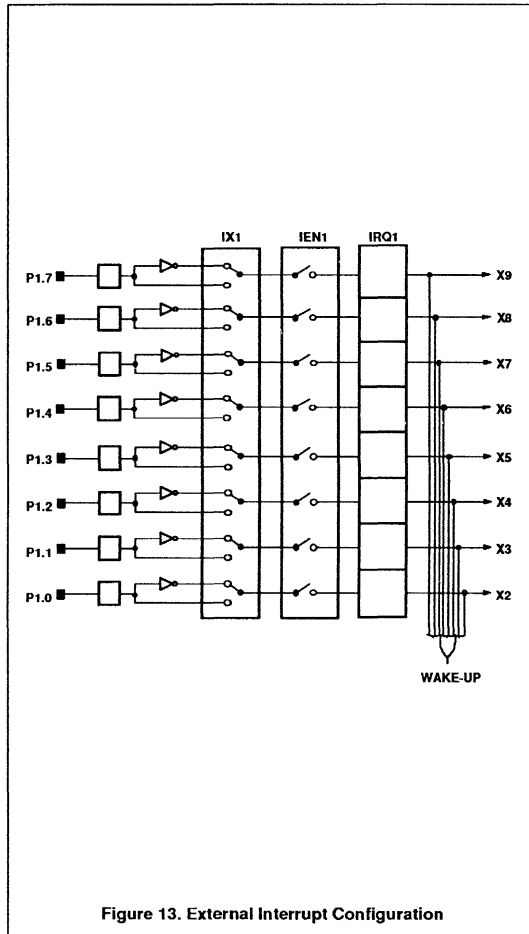 IX1 IEN1 IRQ1
P1.7 X9
P1.6 X8
P1.5 X7
P1.4 X6
P1.3 X5
P1.2 X4
P1.1 X3
P1.0 X2
WAKE-UP
Figure 13. External Interrupt Configuration